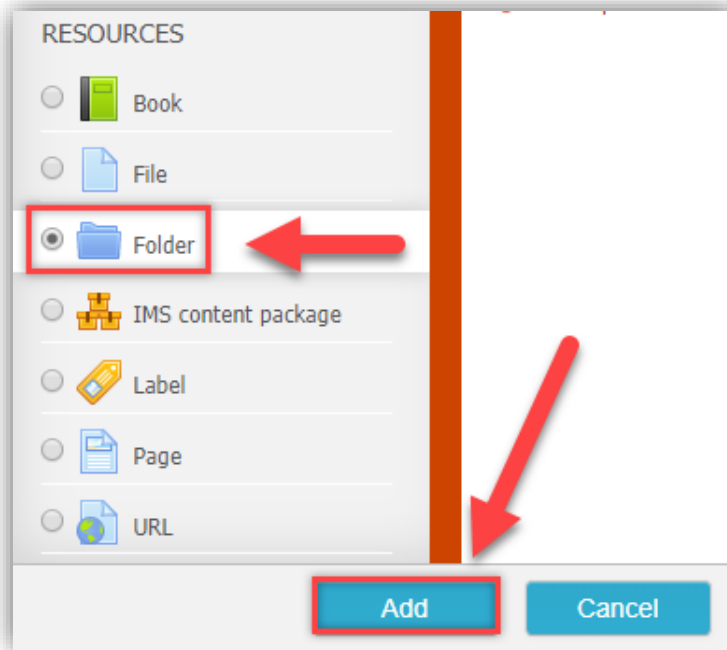 RESOURCES
Book
File
Folder
IMS content package
Label
Page
URL
Add
Cancel